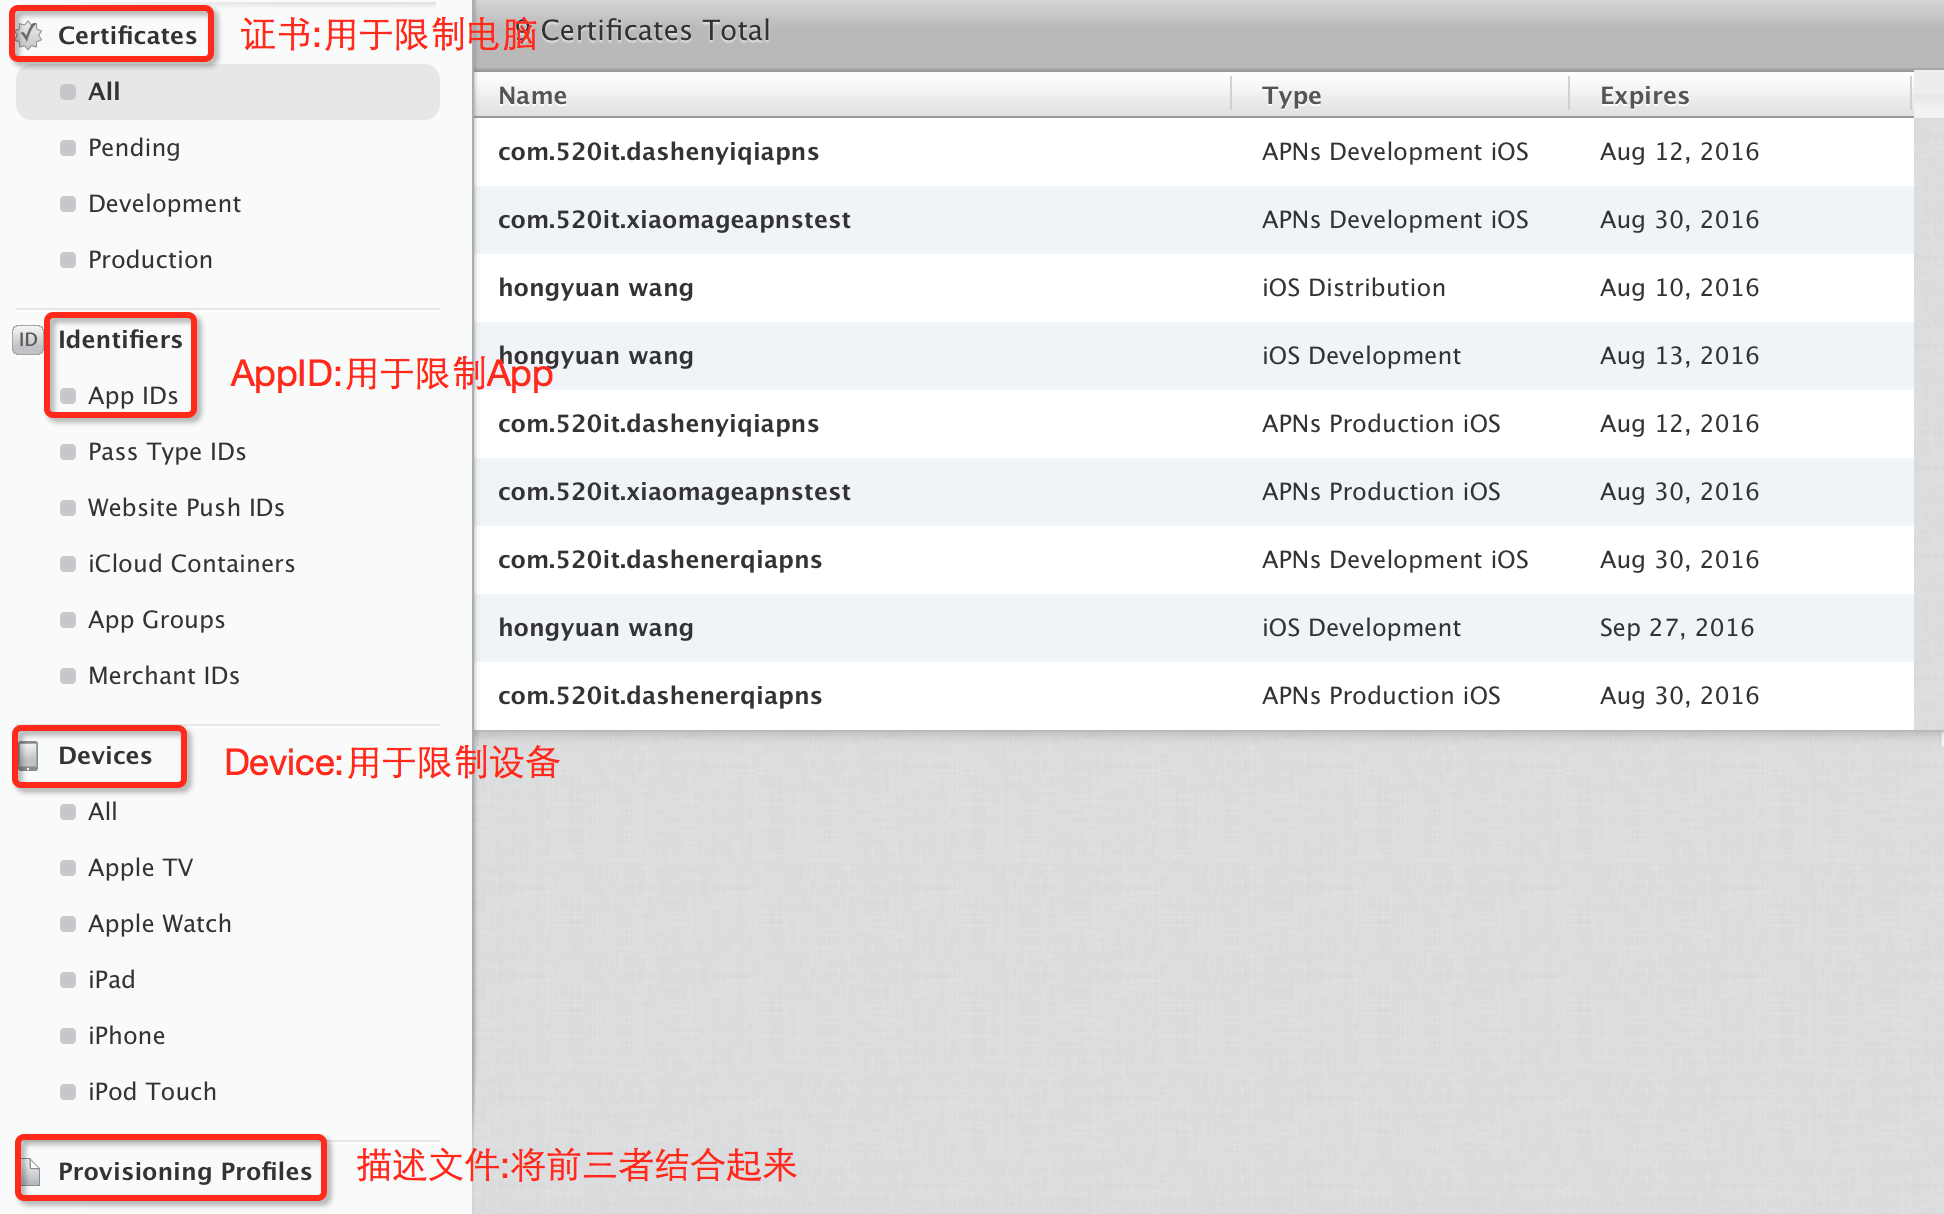 Certificates
证书:用于限制电脑
All
Pending
Development
Production
ID
Identifiers
App IDs
AppID:用于限制App
Pass Type IDs
Website Push IDs
iCloud Containers
App Groups
Merchant IDs
Devices
Device:用于限制设备
All
Apple TV
Apple Watch
iPad
iPhone
iPod Touch
Provisioning Profiles
描述文件:将前三者结合起来
9 Certificates Total
Name Type Expires
com.520it.dashenyiqiapns APNs Development iOS Aug 12, 2016
com.520it.xiaomageapnstest APNs Development iOS Aug 30, 2016
hongyuan wang iOS Distribution Aug 10, 2016
hongyuan wang iOS Development Aug 13, 2016
com.520it.dashenyiqiapns APNs Production iOS Aug 12, 2016
com.520it.xiaomageapnstest APNs Production iOS Aug 30, 2016
com.520it.dashenerqiapns APNs Development iOS Aug 30, 2016
hongyuan wang iOS Development Sep 27, 2016
com.520it.dashenerqiapns APNs Production iOS Aug 30, 2016